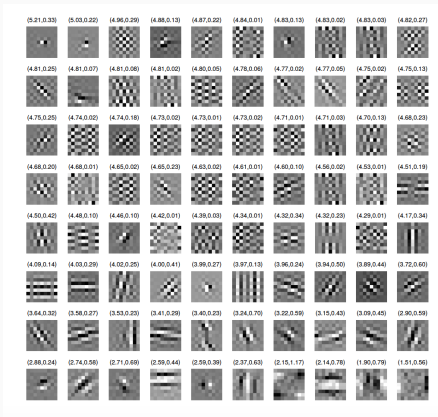 (5.21,0.33) (5.03,0.22) (4.96,0.29) (4.88,0.13) (4.87,0.22) (4.84,0.01) (4.83,0.13) (4.83,0.02) (4.83,0.03) (4.82,0.27)
(4.81,0.25) (4.81,0.07) (4.81,0.08) (4.81,0.02) (4.80,0.05) (4.78,0.06) (4.77,0.02) (4.77,0.05) (4.75,0.02) (4.75,0.13)
(4.75,0.25) (4.74,0.02) (4.74,0.18) (4.73,0.02) (4.73,0.01) (4.73,0.02) (4.71,0.01) (4.71,0.03) (4.70,0.13) (4.68,0.23)
(4.68,0.20) (4.68,0.01) (4.65,0.02) (4.65,0.23) (4.63,0.02) (4.61,0.01) (4.60,0.10) (4.56,0.02) (4.53,0.01) (4.51,0.19)
(4.50,0.42) (4.48,0.10) (4.46,0.10) (4.42,0.01) (4.39,0.03) (4.34,0.01) (4.32,0.34) (4.32,0.23) (4.29,0.01) (4.17,0.34)
(4.09,0.14) (4.03,0.29) (4.02,0.25) (4.00,0.41) (3.99,0.27) (3.97,0.13) (3.96,0.24) (3.94,0.50) (3.89,0.44) (3.72,0.60)
(3.64,0.32) (3.58,0.27) (3.53,0.23) (3.41,0.29) (3.40,0.23) (3.24,0.70) (3.22,0.59) (3.15,0.43) (3.09,0.45) (2.90,0.59)
(2.88,0.24) (2.74,0.58) (2.71,0.69) (2.59,0.44) (2.59,0.39) (2.37,0.63) (2.15,1.17) (2.14,0.78) (1.90,0.79) (1.51,0.56)